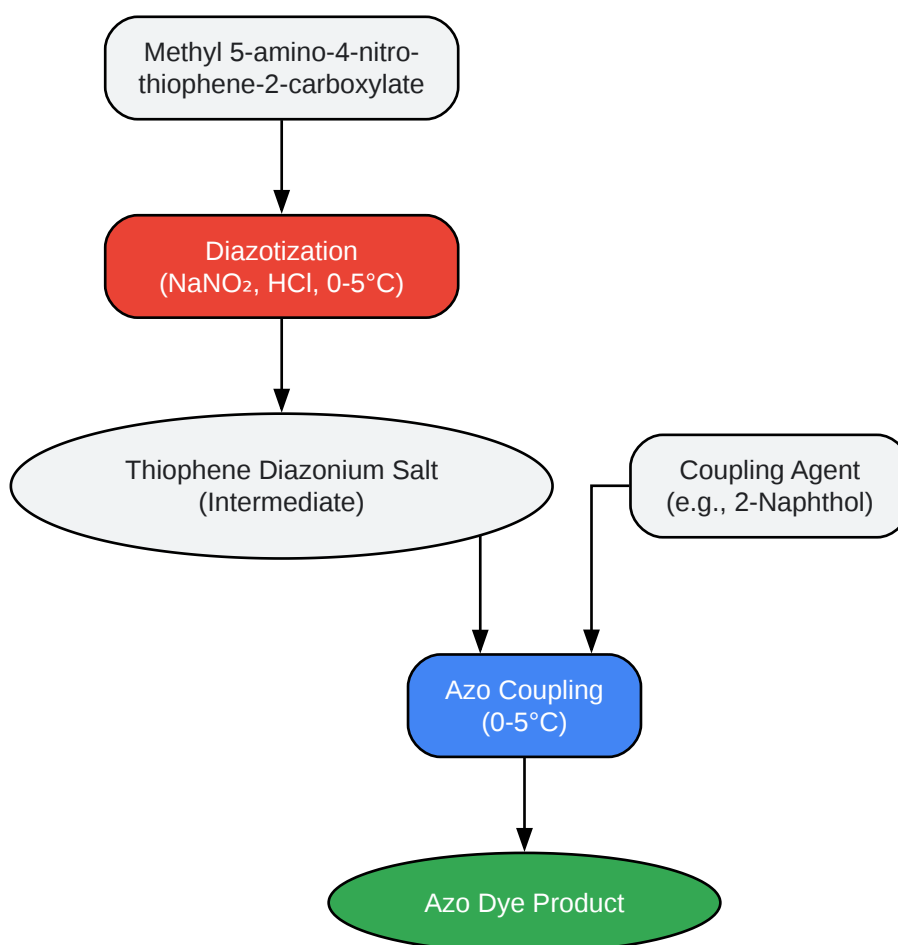 Methyl 5-amino-4-nitro-
thiophene-2-carboxylate
Diazotization
(NaNO₂, HCl, 0-5°C)
Thiophene Diazonium Salt
(Intermediate)
Coupling Agent
(e.g., 2-Naphthol)
Azo Coupling
(0-5°C)
Azo Dye Product